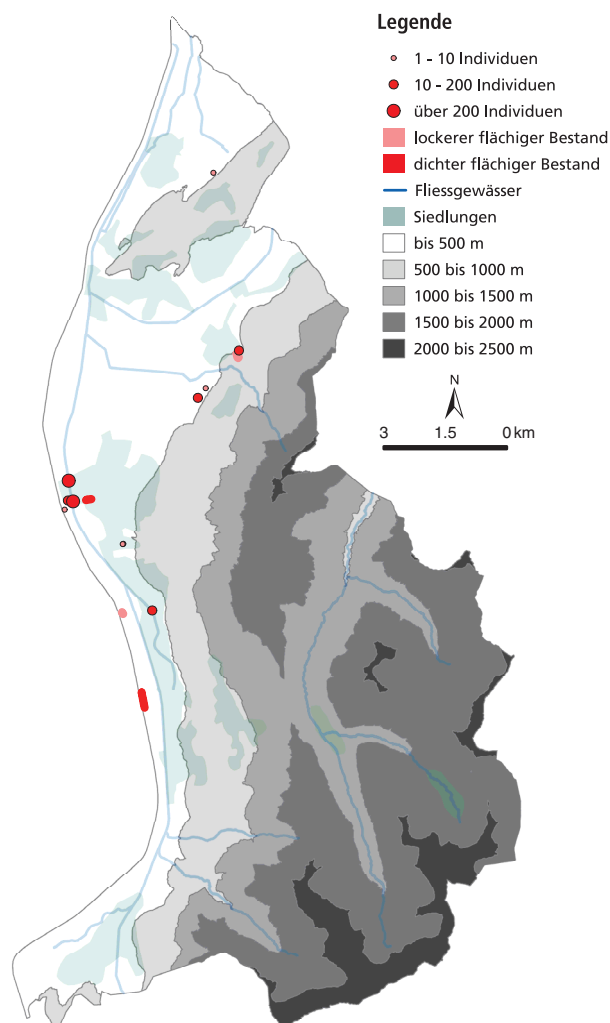 Legende
1 - 10 Individuen
10 - 200 Individuen
über 200 Individuen
lockerer flächiger Bestand
dichter flächiger Bestand
Fliessgewässer
Siedlungen
bis 500 m
500 bis 1000 m
1000 bis 1500 m
1500 bis 2000 m
2000 bis 2500 m
N
3 1.5 0 km